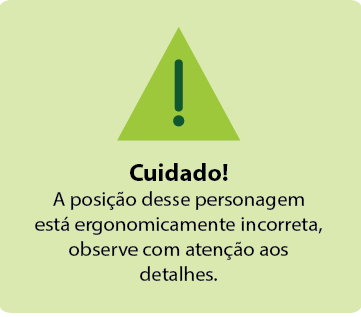 !
Cuidado!
A posição desse personagem
está ergonomicamente incorreta,
observe com atenção aos
detalhes.